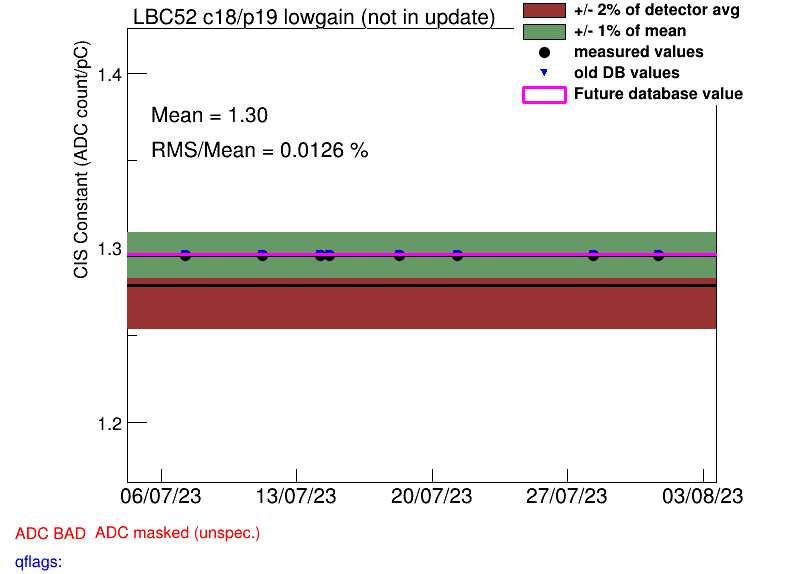 LBC52 c18/p19 lowgain (not in update)
+/- 2% of detector avg
+/- 1% of mean
measured values
old DB values
Future database value
CIS Constant (ADC count/pC)
Mean = 1.30
RMS/Mean = 0.0126 %
1.4
1.3
1.2
06/07/23 13/07/23 20/07/23 27/07/23 03/08/23
ADC BAD ADC masked (unspec.)
qflags: